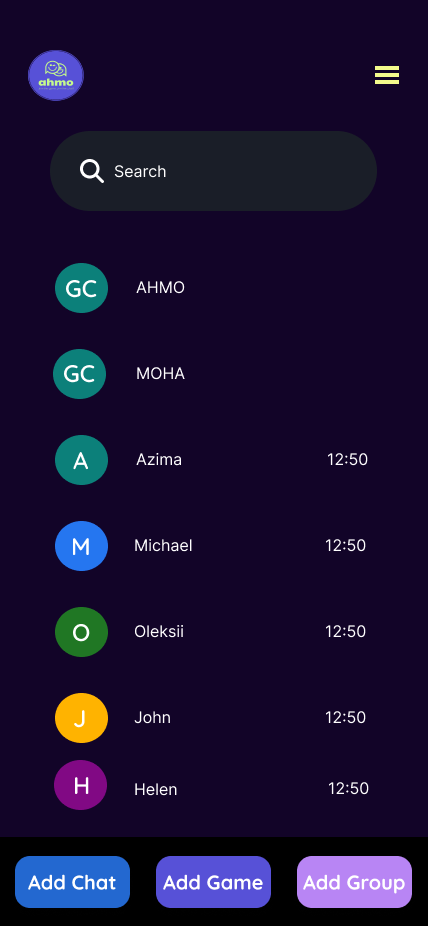 ahmo
Search
GC AHMO
GC MOHA
A Azima 12:50
M Michael 12:50
O Oleksii 12:50
J John 12:50
H Helen 12:50
Add Chat Add Game Add Group